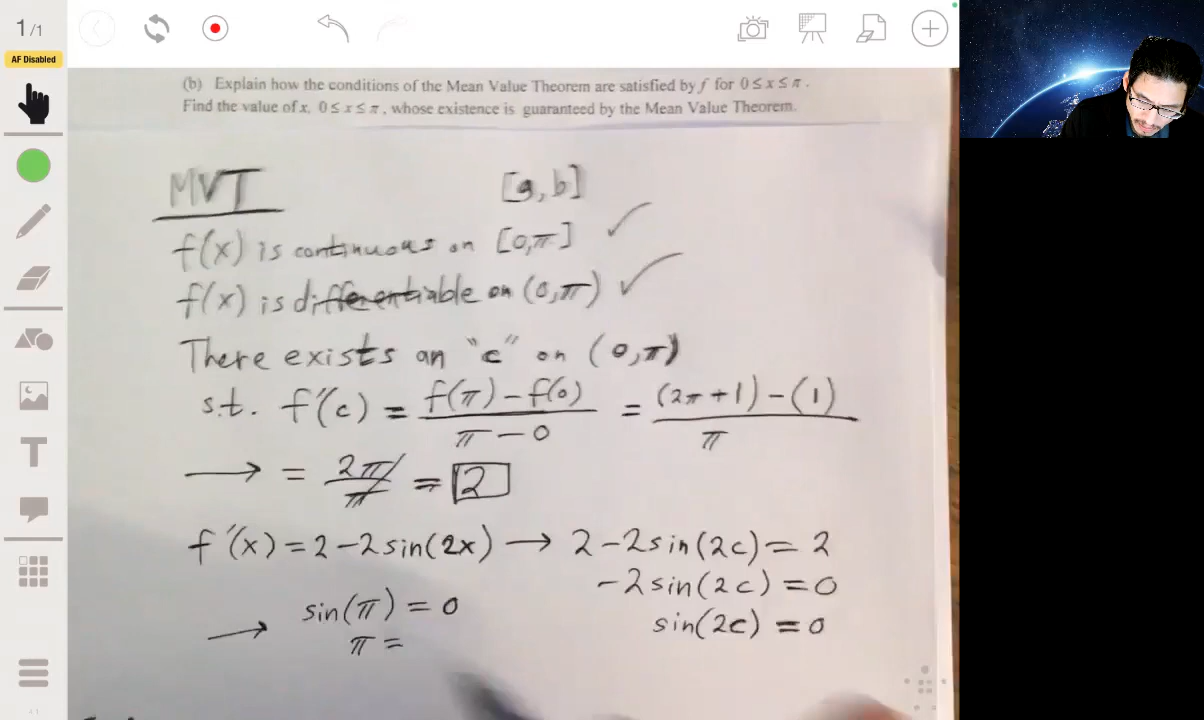 1/1
AF Disabled
(b) Explain how the conditions of the Mean Value Theorem are satisfied by f for 0 ≤ x ≤ π.
Find the value of x, 0 ≤ x ≤ π, whose existence is guaranteed by the Mean Value Theorem.
MVT [a,b]
f(x) is continuous on [0,π] ✓
f(x) is differentiable on (0,π) ✓
There exists an "c" on (0,π)
s.t. f'(c) = (f(π) - f(0))/(π - 0) = ((2π+1) - (1))/π
→ = 2π/π = 2
f'(x) = 2 - 2sin(2x) → 2 - 2sin(2c) = 2
-2sin(2c) = 0
sin(2c) = 0
→ sin(π) = 0
π =
T